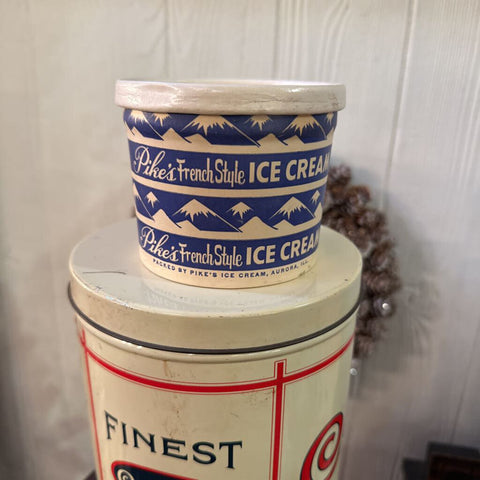 Pike's French Style ICE CREAM
Pike's French Style ICE CREAM
PACKED BY PIKE'S ICE CREAM, AURORA, ILL.
FINEST